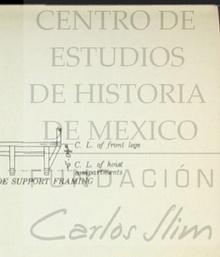 CENTRO DE
ESTUDIOS
DE HISTORIA
DE MEXICO
C. L. of front legs
C. L. of hoist
compartments
DE SUPPORT FRAMING
FUNDACIÓN
Carlos Slim